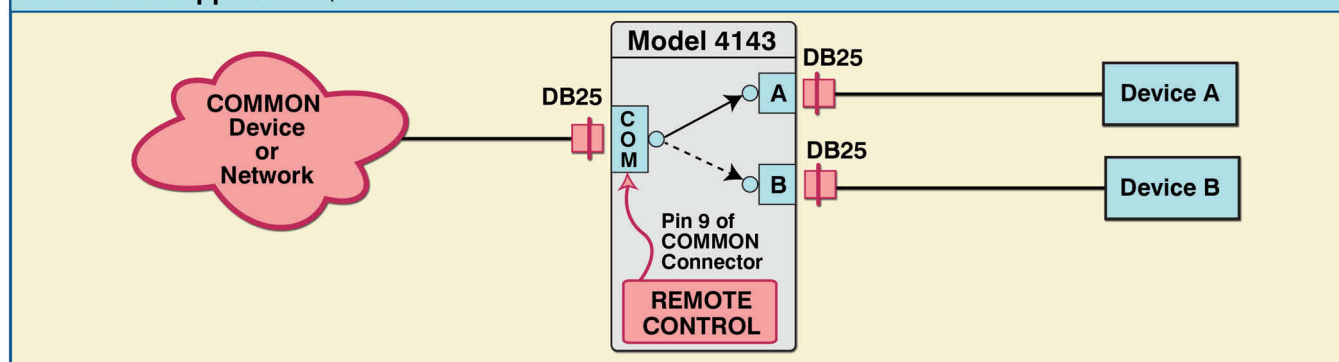 Model 4143
DB25
COMMON
Device
or
Network
DB25
C
O
M
A
B
DB25
Device A
Device B
Pin 9 of
COMMON
Connector
REMOTE
CONTROL